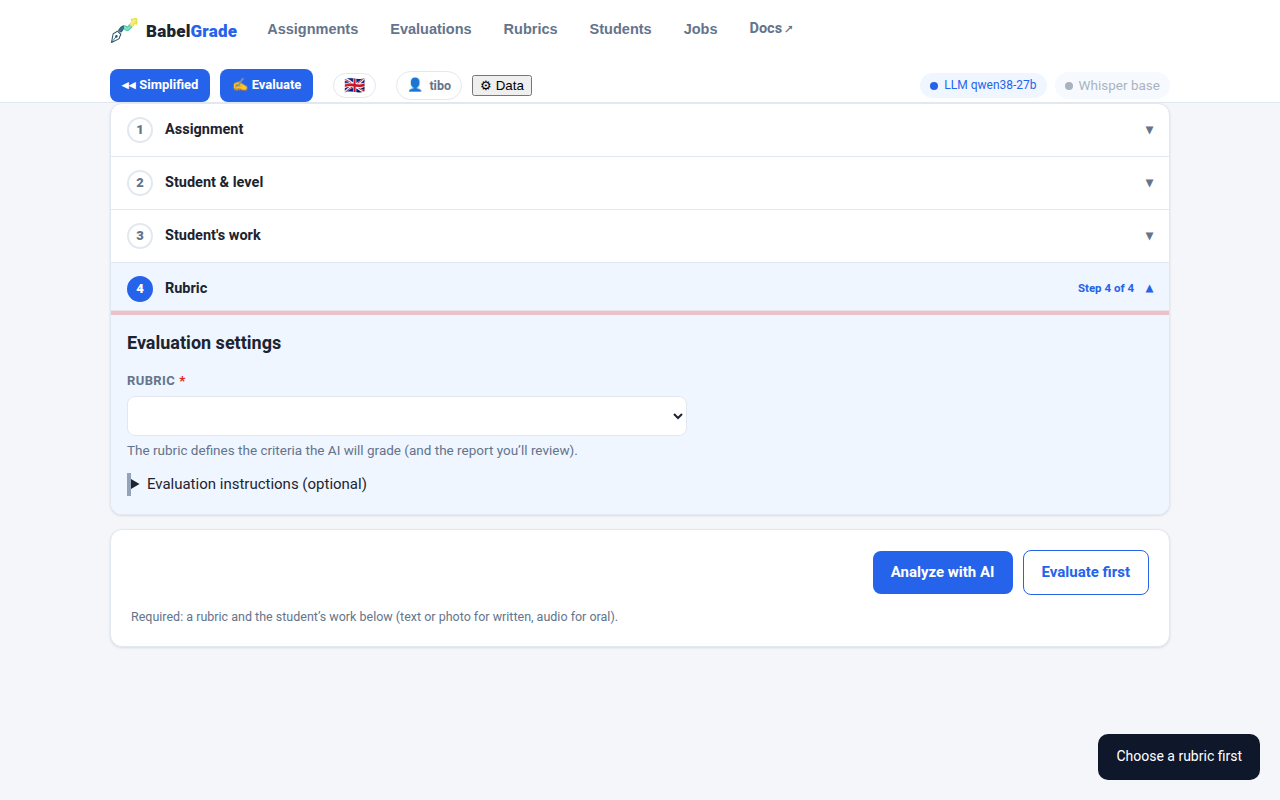 BabelGrade
Assignments
Evaluations
Rubrics
Students
Jobs
Docs↗
◀◀ Simplified
✍ Evaluate
🇬🇧
👤 tibo
⚙ Data
LLM qwen38-27b
Whisper base
1 Assignment ▼
2 Student & level ▼
3 Student's work ▼
4 Rubric Step 4 of 4 ▲
Evaluation settings
RUBRIC *
The rubric defines the criteria the AI will grade (and the report you'll review).
▶ Evaluation instructions (optional)
Analyze with AI
Evaluate first
Required: a rubric and the student's work below (text or photo for written, audio for oral).
Choose a rubric first